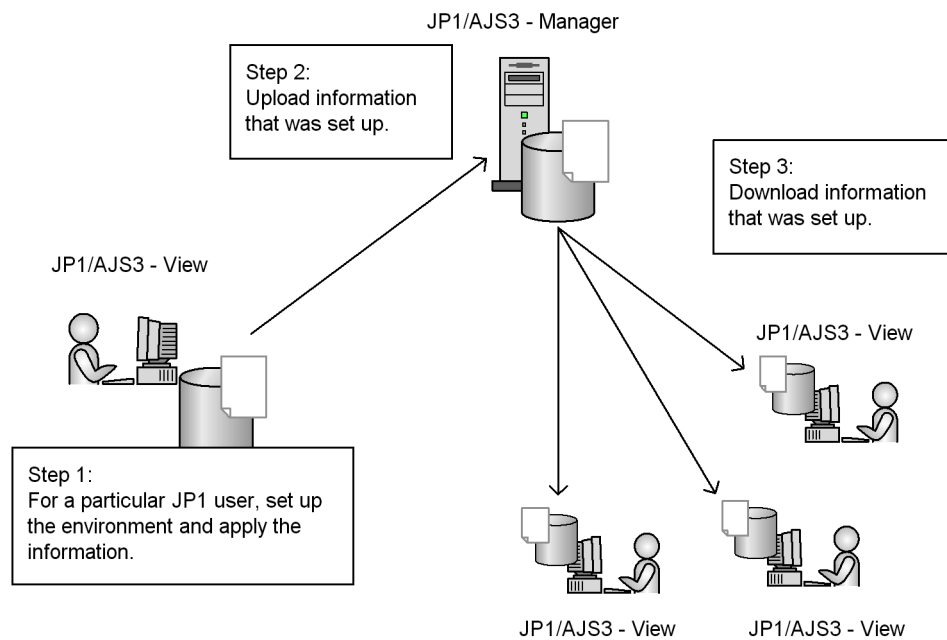 JP1/AJS3 - Manager
Step 2:
Upload information
that was set up.
Step 3:
Download information
that was set up.
JP1/AJS3 - View
JP1/AJS3 - View
Step 1:
For a particular JP1 user, set up
the environment and apply the
information.
JP1/AJS3 - View
JP1/AJS3 - View